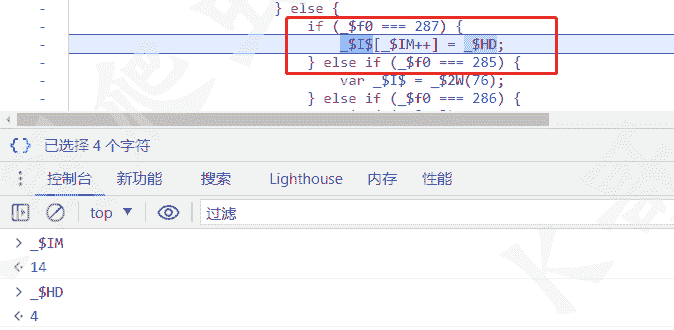 } else {
if (_$f0 === 287) {
_$I$[_$IM++] = _$HD;
} else if (_$f0 === 285) {
var _$I$ = _$2W(76);
} else if (_$f0 === 286) {
{} 已选择 4 个字符
控制台 新功能 搜索 Lighthouse 内存 性能
top ▼ 过滤
> _$IM
14
> _$HD
4